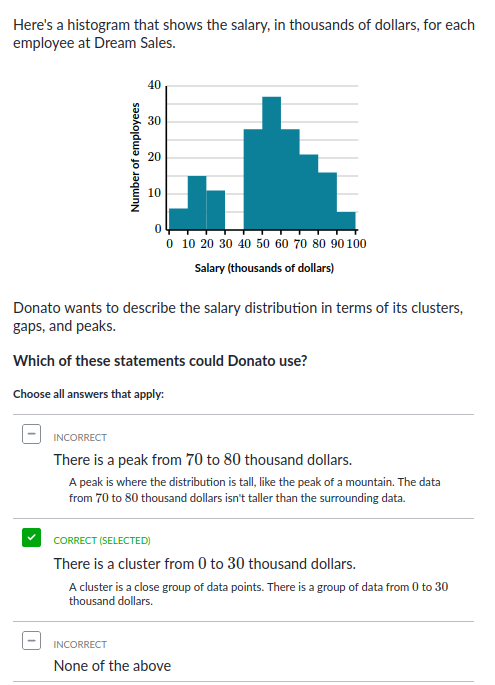 Here's a histogram that shows the salary, in thousands of dollars, for each
employee at Dream Sales.
40
30
20
10
0
Number of employees
0 10 20 30 40 50 60 70 80 90 100
Salary (thousands of dollars)
Donato wants to describe the salary distribution in terms of its clusters,
gaps, and peaks.
Which of these statements could Donato use?
Choose all answers that apply:
INCORRECT
There is a peak from 70 to 80 thousand dollars.
A peak is where the distribution is tall, like the peak of a mountain. The data
from 70 to 80 thousand dollars isn't taller than the surrounding data.
CORRECT (SELECTED)
There is a cluster from 0 to 30 thousand dollars.
A cluster is a close group of data points. There is a group of data from 0 to 30
thousand dollars.
INCORRECT
None of the above